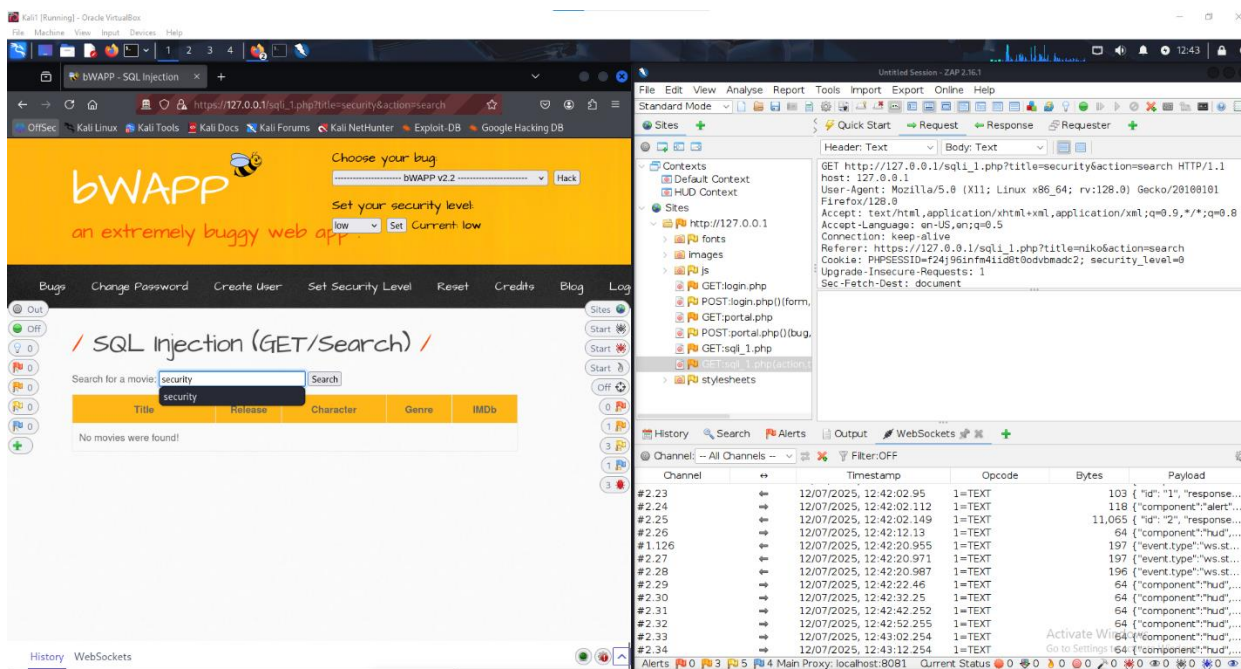 Kali1 [Running] - Oracle VirtualBox
File Machine View Input Devices Help
1 2 3 4
12:43
bWAPP - SQL Injection
https://127.0.0.1/sqli_1.php?title=security&action=search
OffSec Kali Linux Kali Tools Kali Docs Kali Forums Kali NetHunter Exploit-DB Google Hacking DB
bWAPP
an extremely buggy web app !
Choose your bug:
---------------------- bWAPP v2.2 ---------------------- Hack
Set your security level:
low Set Current: low
Bugs Change Password Create User Set Security Level Reset Credits Blog Log
/ SQL Injection (GET/Search) /
Search for a movie: security Search
security
Title Release Character Genre IMDb
No movies were found!
Out
Off
0
0
0
0
0
Sites
Start
Start
Start
Off
0
1
3
1
3
History WebSockets
Untitled Session - ZAP 2.16.1
File Edit View Analyse Report Tools Import Export Online Help
Standard Mode
Sites
Quick Start Request Response Requester
Header: Text Body: Text
Contexts
Default Context
HUD Context
Sites
http://127.0.0.1
fonts
images
js
GET:login.php
POST:login.php()(form,
GET:portal.php
POST:portal.php()(bug,
GET:sqli_1.php
GET:sqli_1.php(action,t
stylesheets
GET http://127.0.0.1/sqli_1.php?title=security&action=search HTTP/1.1
host: 127.0.0.1
User-Agent: Mozilla/5.0 (X11; Linux x86_64; rv:128.0) Gecko/20100101
Firefox/128.0
Accept: text/html,application/xhtml+xml,application/xml;q=0.9,*/*;q=0.8
Accept-Language: en-US,en;q=0.5
Connection: keep-alive
Referer: https://127.0.0.1/sqli_1.php?title=niko&action=search
Cookie: PHPSESSID=f24j96infm4iid8t0odvbmadc2; security_level=0
Upgrade-Insecure-Requests: 1
Sec-Fetch-Dest: document
History Search Alerts Output WebSockets
Channel: -- All Channels -- Filter:OFF
Channel Timestamp Opcode Bytes Payload
#2.23 12/07/2025, 12:42:02.95 1=TEXT 103 { "id": "1", "response...
#2.24 12/07/2025, 12:42:02.112 1=TEXT 118 {"component":"alert"...
#2.25 12/07/2025, 12:42:02.149 1=TEXT 11,065 { "id": "2", "response...
#2.26 12/07/2025, 12:42:12.13 1=TEXT 64 {"component":"hud",...
#1.126 12/07/2025, 12:42:20.955 1=TEXT 197 {"event.type":"ws.st...
#2.27 12/07/2025, 12:42:20.971 1=TEXT 197 {"event.type":"ws.st...
#2.28 12/07/2025, 12:42:20.987 1=TEXT 196 {"event.type":"ws.st...
#2.29 12/07/2025, 12:42:22.46 1=TEXT 64 {"component":"hud",...
#2.30 12/07/2025, 12:42:32.25 1=TEXT 64 {"component":"hud",...
#2.31 12/07/2025, 12:42:42.252 1=TEXT 64 {"component":"hud",...
#2.32 12/07/2025, 12:42:52.255 1=TEXT 64 {"component":"hud",...
#2.33 12/07/2025, 12:43:02.254 1=TEXT 64 {"component":"hud",...
#2.34 12/07/2025, 12:43:12.254 1=TEXT 64 {"component":"hud",...
Activate Windows
Go to Settings to
Alerts 0 3 5 4 Main Proxy: localhost:8081 Current Status 0 0 0 0 0 0 0 0 0